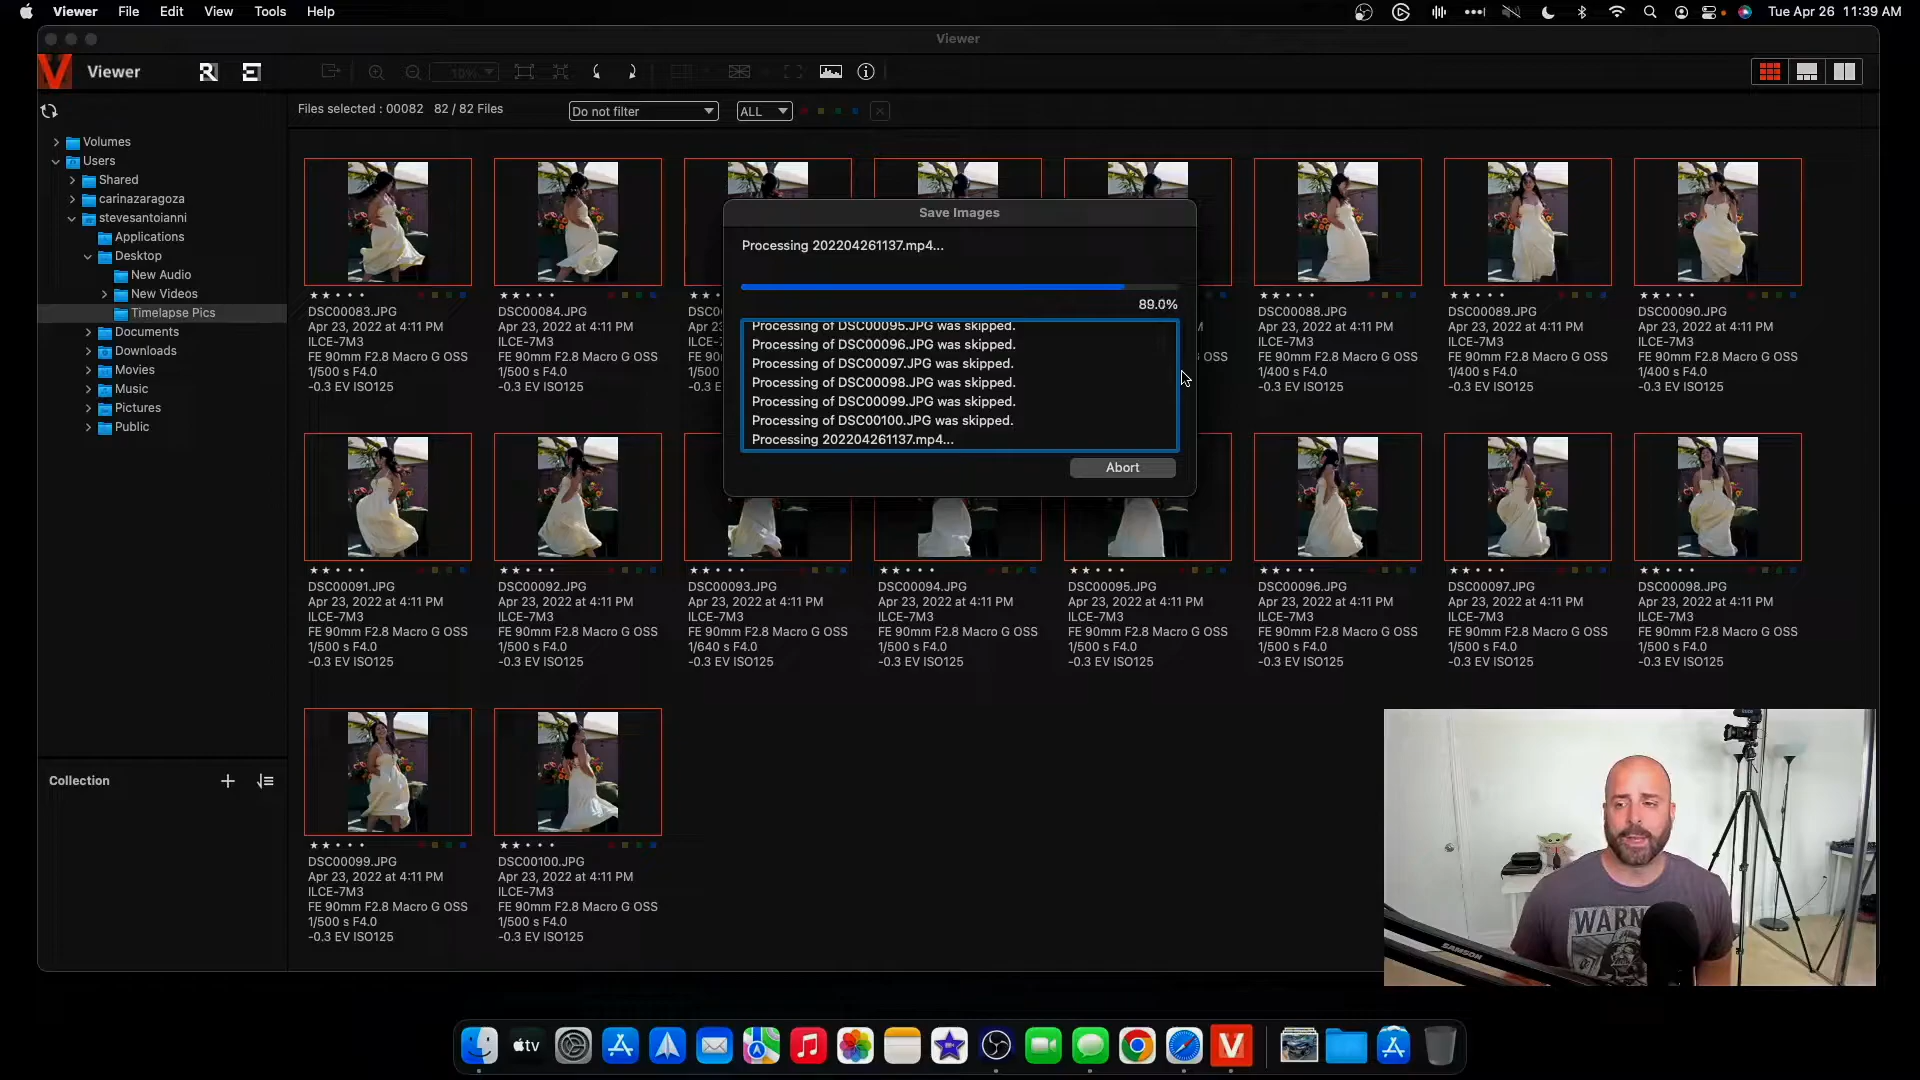 Viewer File Edit View Tools Help
Tue Apr 26 11:39 AM
Viewer
Viewer
10%
Files selected : 00082 82 / 82 Files
Do not filter
ALL
Volumes
Users
Shared
carinazaragoza
stevesantoianni
Applications
Desktop
New Audio
New Videos
Timelapse Pics
Documents
Downloads
Movies
Music
Pictures
Public
Collection
Save Images
Processing 202204261137.mp4...
89.0%
Processing of DSC00095.JPG was skipped.
Processing of DSC00096.JPG was skipped.
Processing of DSC00097.JPG was skipped.
Processing of DSC00098.JPG was skipped.
Processing of DSC00099.JPG was skipped.
Processing of DSC00100.JPG was skipped.
Processing 202204261137.mp4...
Abort
DSC00083.JPG
Apr 23, 2022 at 4:11 PM
ILCE-7M3
FE 90mm F2.8 Macro G OSS
1/500 s F4.0
-0.3 EV ISO125
DSC00084.JPG
Apr 23, 2022 at 4:11 PM
ILCE-7M3
FE 90mm F2.8 Macro G OSS
1/500 s F4.0
-0.3 EV ISO125
DSC0
Apr 2
ILCE-
FE 90
1/500
-0.3 E
OSS
DSC00088.JPG
Apr 23, 2022 at 4:11 PM
ILCE-7M3
FE 90mm F2.8 Macro G OSS
1/400 s F4.0
-0.3 EV ISO125
DSC00089.JPG
Apr 23, 2022 at 4:11 PM
ILCE-7M3
FE 90mm F2.8 Macro G OSS
1/400 s F4.0
-0.3 EV ISO125
DSC00090.JPG
Apr 23, 2022 at 4:11 PM
ILCE-7M3
FE 90mm F2.8 Macro G OSS
1/400 s F4.0
-0.3 EV ISO125
DSC00091.JPG
Apr 23, 2022 at 4:11 PM
ILCE-7M3
FE 90mm F2.8 Macro G OSS
1/500 s F4.0
-0.3 EV ISO125
DSC00092.JPG
Apr 23, 2022 at 4:11 PM
ILCE-7M3
FE 90mm F2.8 Macro G OSS
1/500 s F4.0
-0.3 EV ISO125
DSC00093.JPG
Apr 23, 2022 at 4:11 PM
ILCE-7M3
FE 90mm F2.8 Macro G OSS
1/640 s F4.0
-0.3 EV ISO125
DSC00094.JPG
Apr 23, 2022 at 4:11 PM
ILCE-7M3
FE 90mm F2.8 Macro G OSS
1/500 s F4.0
-0.3 EV ISO125
DSC00095.JPG
Apr 23, 2022 at 4:11 PM
ILCE-7M3
FE 90mm F2.8 Macro G OSS
1/500 s F4.0
-0.3 EV ISO125
DSC00096.JPG
Apr 23, 2022 at 4:11 PM
ILCE-7M3
FE 90mm F2.8 Macro G OSS
1/500 s F4.0
-0.3 EV ISO125
DSC00097.JPG
Apr 23, 2022 at 4:11 PM
ILCE-7M3
FE 90mm F2.8 Macro G OSS
1/500 s F4.0
-0.3 EV ISO125
DSC00098.JPG
Apr 23, 2022 at 4:11 PM
ILCE-7M3
FE 90mm F2.8 Macro G OSS
1/500 s F4.0
-0.3 EV ISO125
DSC00099.JPG
Apr 23, 2022 at 4:11 PM
ILCE-7M3
FE 90mm F2.8 Macro G OSS
1/500 s F4.0
-0.3 EV ISO125
DSC00100.JPG
Apr 23, 2022 at 4:11 PM
ILCE-7M3
FE 90mm F2.8 Macro G OSS
1/500 s F4.0
-0.3 EV ISO125
WARN
SAMSON
tv